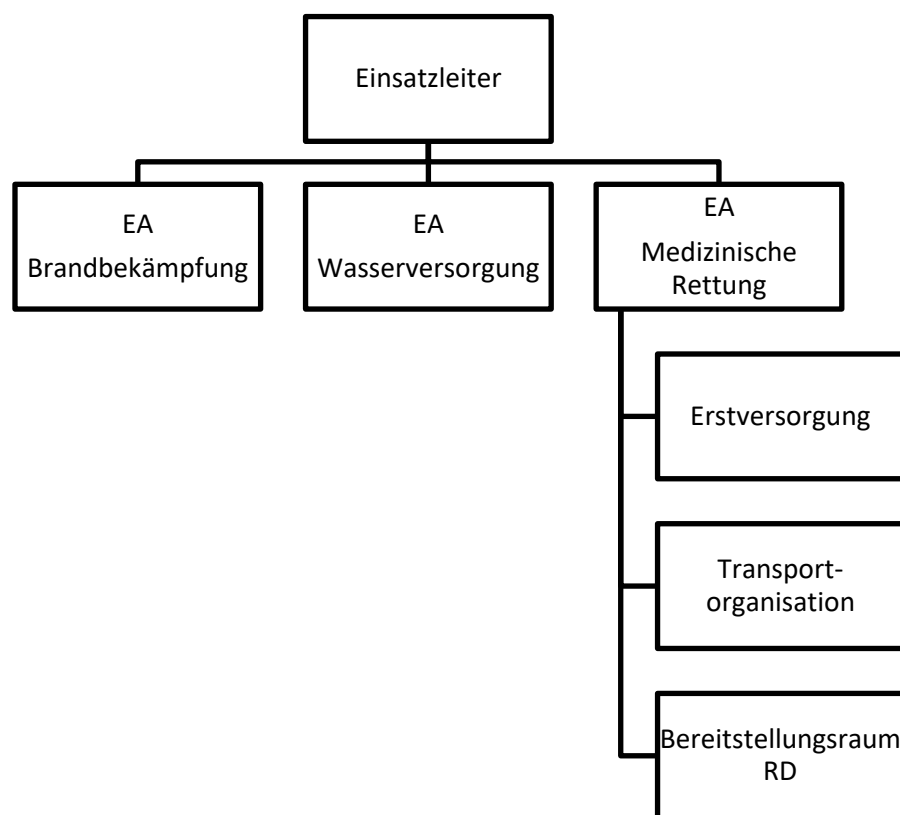 Einsatzleiter
EA
Brandbekämpfung
EA
Wasserversorgung
EA
Medizinische
Rettung
Erstversorgung
Transport-
organisation
Bereitstellungsraum
RD